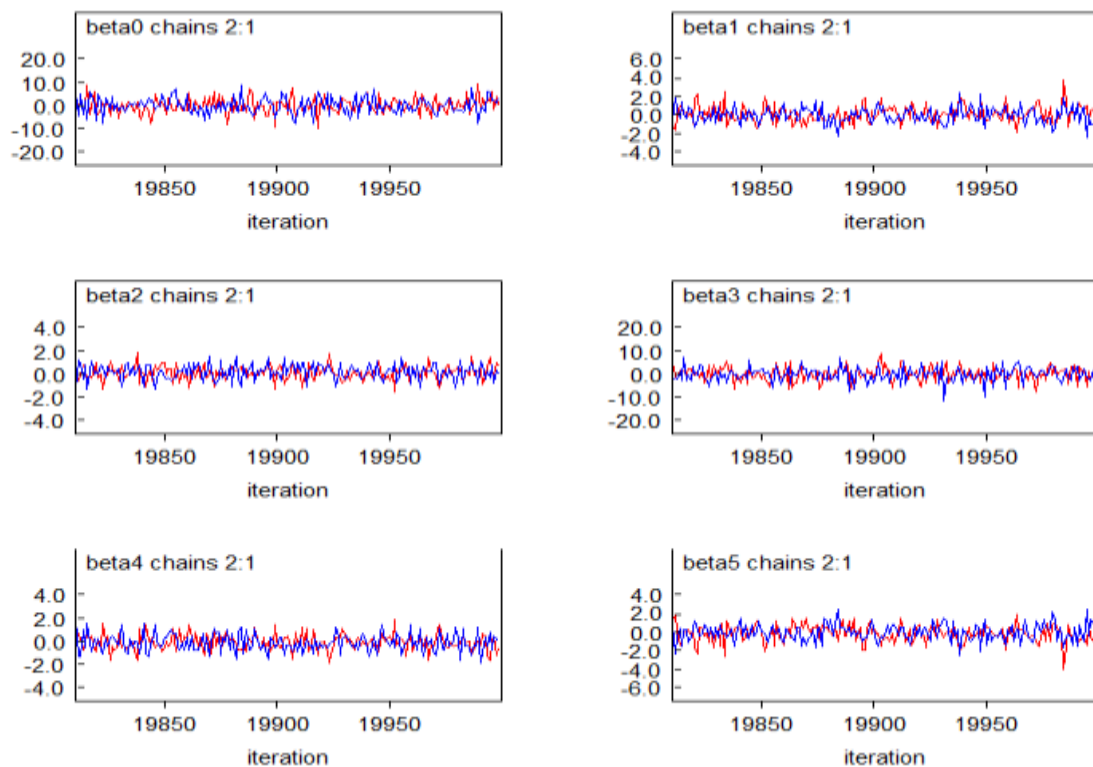 beta0 chains 2:1
20.0
10.0
0.0
-10.0
-20.0
19850 19900 19950
iteration
beta1 chains 2:1
6.0
4.0
2.0
0.0
-2.0
-4.0
19850 19900 19950
iteration
beta2 chains 2:1
4.0
2.0
0.0
-2.0
-4.0
19850 19900 19950
iteration
beta3 chains 2:1
20.0
10.0
0.0
-10.0
-20.0
19850 19900 19950
iteration
beta4 chains 2:1
4.0
2.0
0.0
-2.0
-4.0
19850 19900 19950
iteration
beta5 chains 2:1
4.0
2.0
0.0
-2.0
-4.0
-6.0
19850 19900 19950
iteration